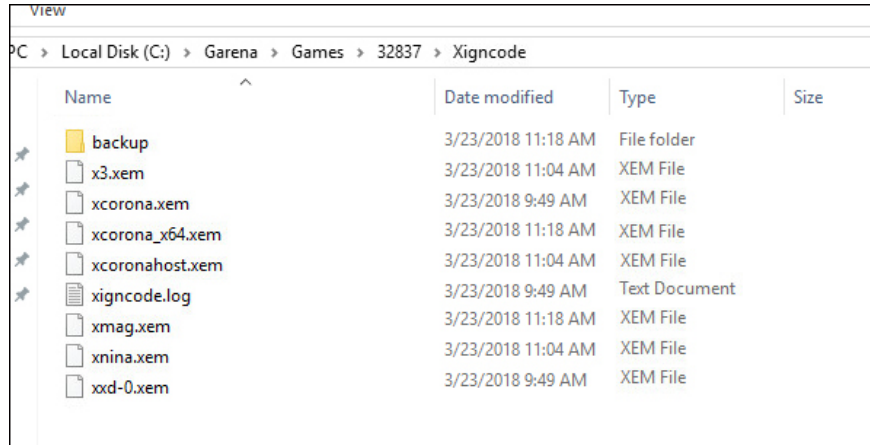 View
PC > Local Disk (C:) > Garena > Games > 32837 > Xigncode
Name Date modified Type Size
backup 3/23/2018 11:18 AM File folder
x3.xem 3/23/2018 11:04 AM XEM File
xcorona.xem 3/23/2018 9:49 AM XEM File
xcorona_x64.xem 3/23/2018 11:18 AM XEM File
xcoronahost.xem 3/23/2018 11:04 AM XEM File
xigncode.log 3/23/2018 9:49 AM Text Document
xmag.xem 3/23/2018 11:18 AM XEM File
xnina.xem 3/23/2018 11:04 AM XEM File
xxd-0.xem 3/23/2018 9:49 AM XEM File